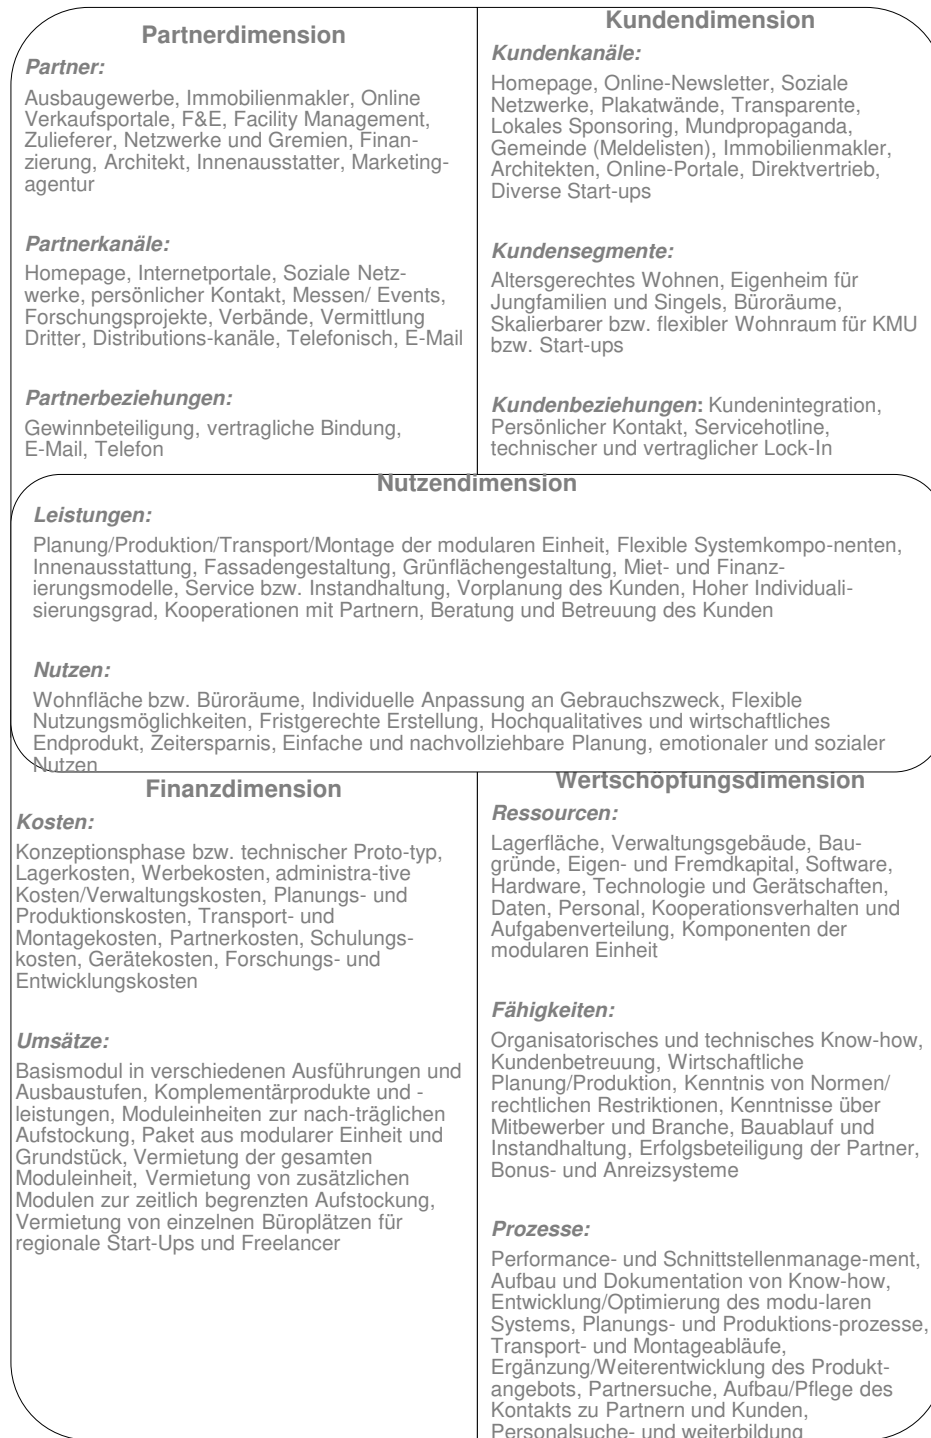 Partnerdimension
Partner:
Ausbaugewerbe, Immobilienmakler, Online
Verkaufsportale, F&E, Facility Management,
Zulieferer, Netzwerke und Gremien, Finan-
zierung, Architekt, Innenausstatter, Marketing-
agentur
Partnerkanäle:
Homepage, Internetportale, Soziale Netz-
werke, persönlicher Kontakt, Messen/ Events,
Forschungsprojekte, Verbände, Vermittlung
Dritter, Distributions-kanäle, Telefonisch, E-Mail
Partnerbeziehungen:
Gewinnbeteiligung, vertragliche Bindung,
E-Mail, Telefon
Kundendimension
Kundenkanäle:
Homepage, Online-Newsletter, Soziale
Netzwerke, Plakatwände, Transparente,
Lokales Sponsoring, Mundpropaganda,
Gemeinde (Meldelisten), Immobilienmakler,
Architekten, Online-Portale, Direktvertrieb,
Diverse Start-ups
Kundensegmente:
Altersgerechtes Wohnen, Eigenheim für
Jungfamilien und Singels, Büroräume,
Skalierbarer bzw. flexibler Wohnraum für KMU
bzw. Start-ups
Kundenbeziehungen: Kundenintegration,
Persönlicher Kontakt, Servicehotline,
technischer und vertraglicher Lock-In
Nutzendimension
Leistungen:
Planung/Produktion/Transport/Montage der modularen Einheit, Flexible Systemkompo-nenten,
Innenausstattung, Fassadengestaltung, Grünflächengestaltung, Miet- und Finanz-
ierungsmodelle, Service bzw. Instandhaltung, Vorplanung des Kunden, Hoher Individuali-
sierungsgrad, Kooperationen mit Partnern, Beratung und Betreuung des Kunden
Nutzen:
Wohnfläche bzw. Büroräume, Individuelle Anpassung an Gebrauchszweck, Flexible
Nutzungsmöglichkeiten, Fristgerechte Erstellung, Hochqualitatives und wirtschaftliches
Endprodukt, Zeitersparnis, Einfache und nachvollziehbare Planung, emotionaler und sozialer
Nutzen
Finanzdimension
Kosten:
Konzeptionsphase bzw. technischer Proto-typ,
Lagerkosten, Werbekosten, administra-tive
Kosten/Verwaltungskosten, Planungs- und
Produktionskosten, Transport- und
Montagekosten, Partnerkosten, Schulungs-
kosten, Gerätekosten, Forschungs- und
Entwicklungskosten
Umsätze:
Basismodul in verschiedenen Ausführungen und
Ausbaustufen, Komplementärprodukte und -
leistungen, Moduleinheiten zur nach-träglichen
Aufstockung, Paket aus modularer Einheit und
Grundstück, Vermietung der gesamten
Moduleinheit, Vermietung von zusätzlichen
Modulen zur zeitlich begrenzten Aufstockung,
Vermietung von einzelnen Büroplätzen für
regionale Start-Ups und Freelancer
Wertschöpfungsdimension
Ressourcen:
Lagerfläche, Verwaltungsgebäude, Bau-
gründe, Eigen- und Fremdkapital, Software,
Hardware, Technologie und Gerätschaften,
Daten, Personal, Kooperationsverhalten und
Aufgabenverteilung, Komponenten der
modularen Einheit
Fähigkeiten:
Organisatorisches und technisches Know-how,
Kundenbetreuung, Wirtschaftliche
Planung/Produktion, Kenntnis von Normen/
rechtlichen Restriktionen, Kenntnisse über
Mitbewerber und Branche, Bauablauf und
Instandhaltung, Erfolgsbeteiligung der Partner,
Bonus- und Anreizsysteme
Prozesse:
Performance- und Schnittstellenmanage-ment,
Aufbau und Dokumentation von Know-how,
Entwicklung/Optimierung des modu-laren
Systems, Planungs- und Produktions-prozesse,
Transport- und Montageabläufe,
Ergänzung/Weiterentwicklung des Produkt-
angebots, Partnersuche, Aufbau/Pflege des
Kontakts zu Partnern und Kunden,
Personalsuche- und weiterbildung